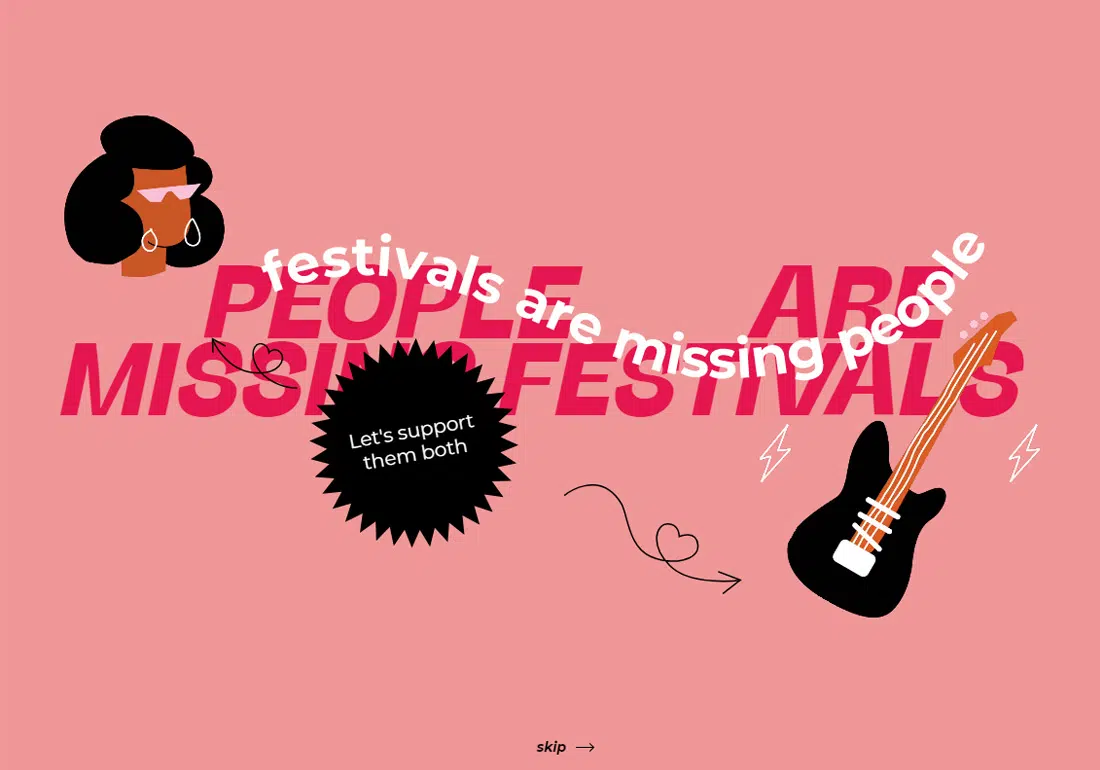 festivals are missing people
PEOPLE ARE
MISSING FESTIVALS
Let's support
them both
skip